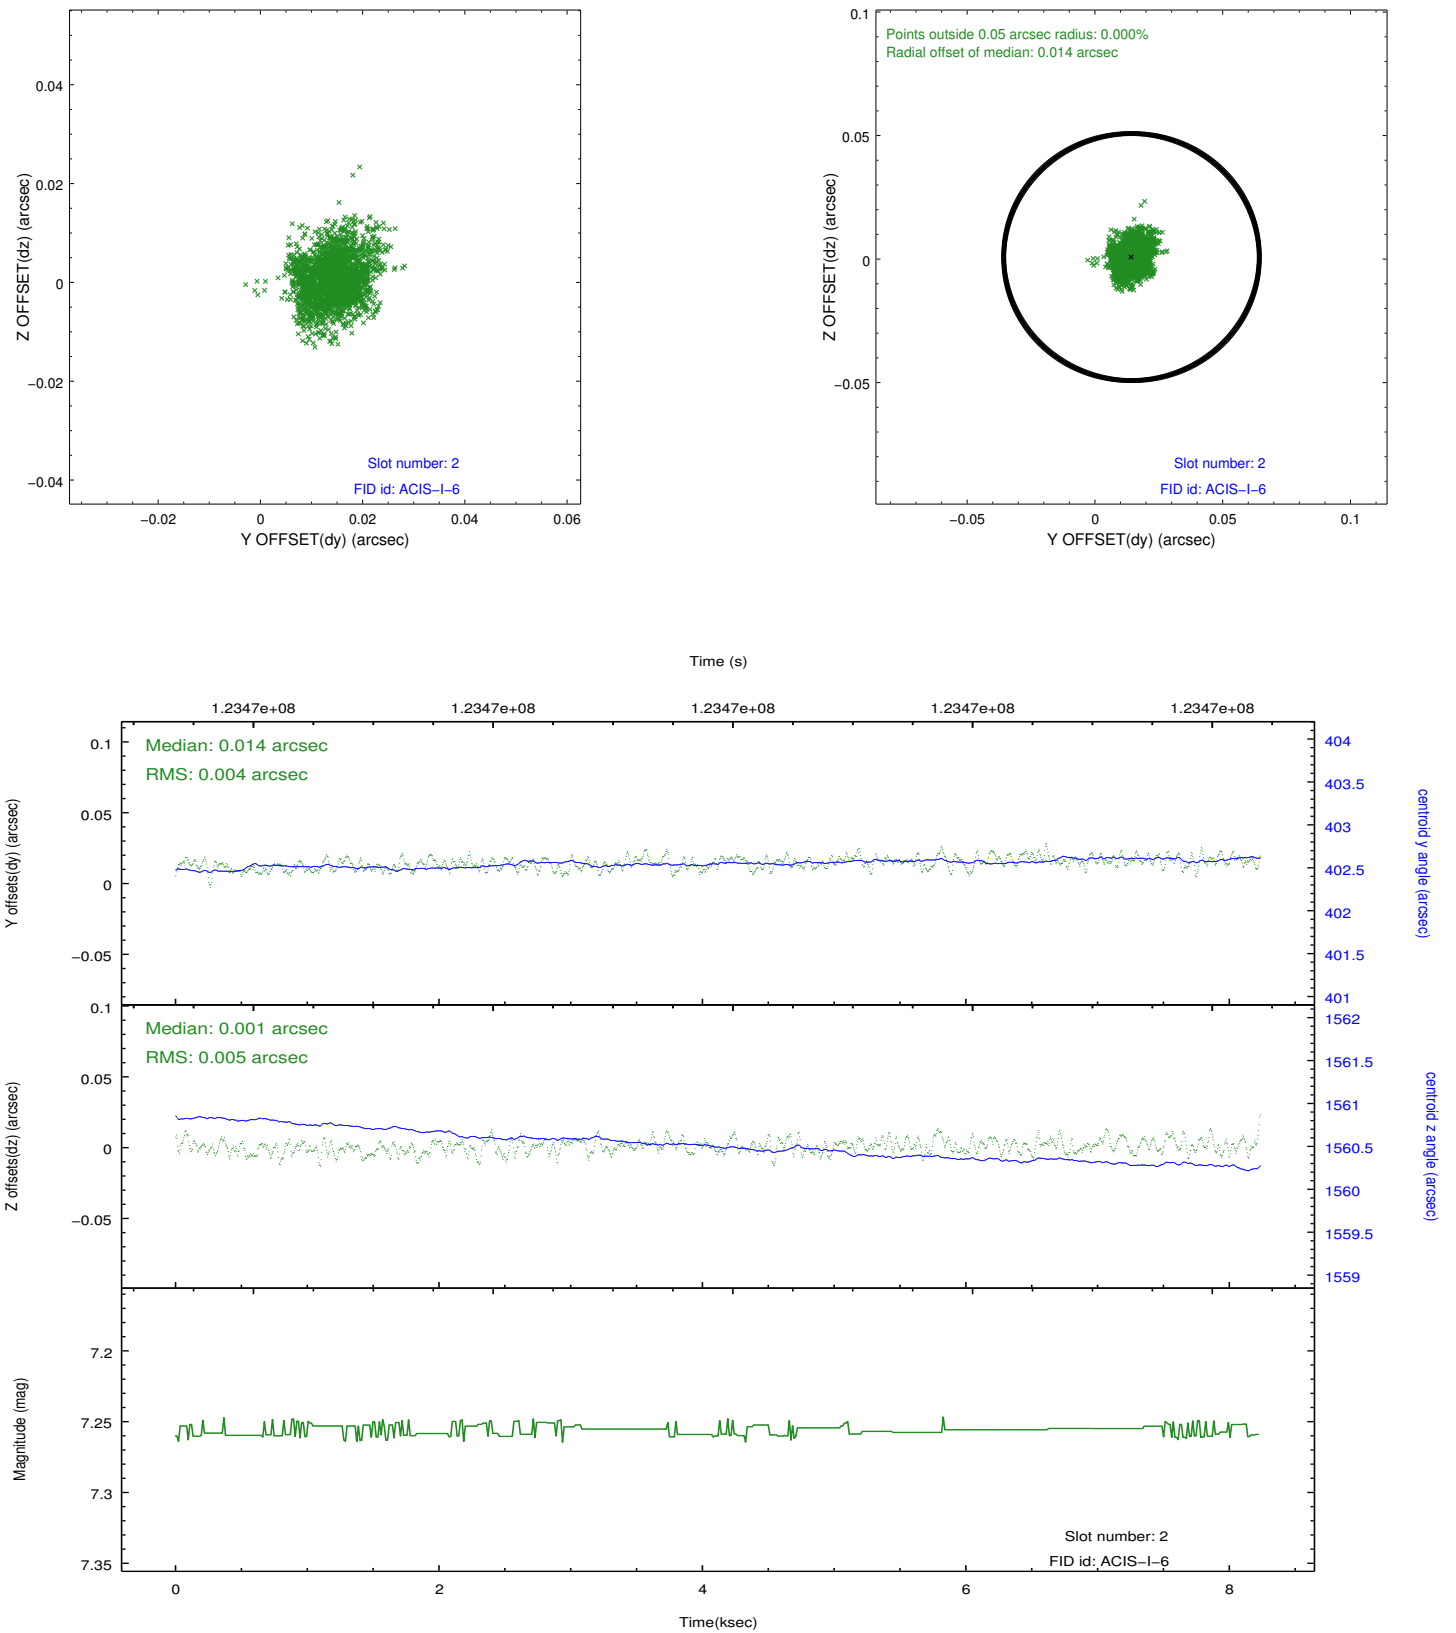 0.04
0.02
0
−0.02
−0.04
Z OFFSET(dz) (arcsec)
Slot number: 2
FID id: ACIS−I−6
−0.02 0 0.02 0.04 0.06
Y OFFSET(dy) (arcsec)
Points outside 0.05 arcsec radius: 0.000%
Radial offset of median: 0.014 arcsec
0.1
0.05
0
−0.05
Z OFFSET(dz) (arcsec)
Slot number: 2
FID id: ACIS−I−6
−0.05 0 0.05 0.1
Y OFFSET(dy) (arcsec)
Time (s)
1.2347e+08 1.2347e+08 1.2347e+08 1.2347e+08 1.2347e+08
Median: 0.014 arcsec
RMS: 0.004 arcsec
0.1
0.05
0
−0.05
Y offsets(dy) (arcsec)
404
403.5
403
402.5
402
401.5
401
centroid y angle (arcsec)
Median: 0.001 arcsec
RMS: 0.005 arcsec
0.1
0.05
0
−0.05
Z offsets(dz) (arcsec)
1562
1561.5
1561
1560.5
1560
1559.5
1559
centroid z angle (arcsec)
7.2
7.25
7.3
7.35
Magnitude (mag)
Slot number: 2
FID id: ACIS−I−6
0 2 4 6 8
Time(ksec)